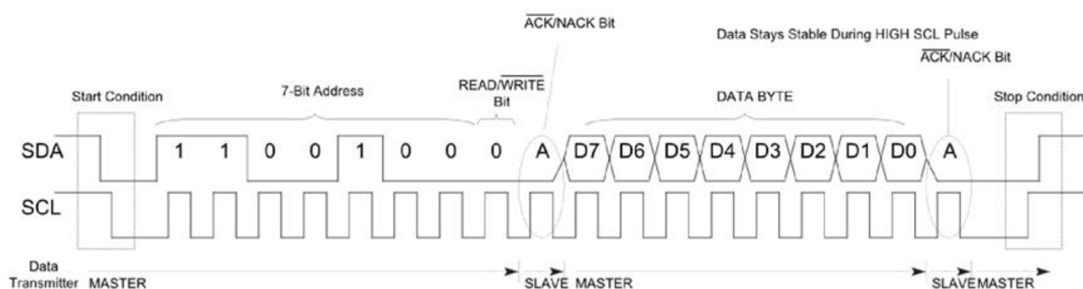 ACK/NACK Bit
Data Stays Stable During HIGH SCL Pulse
ACK/NACK Bit
Start Condition
7-Bit Address
READ/WRITE
Bit
DATA BYTE
Stop Condition
SDA 1 1 0 0 1 0 0 0 A D7 D6 D5 D4 D3 D2 D1 D0 A
SCL
Data
Transmitter MASTER SLAVE MASTER SLAVE MASTER